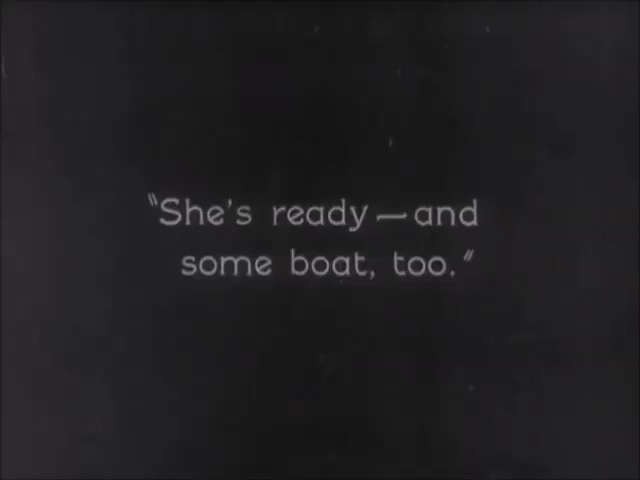 "She's ready — and
some boat, too."